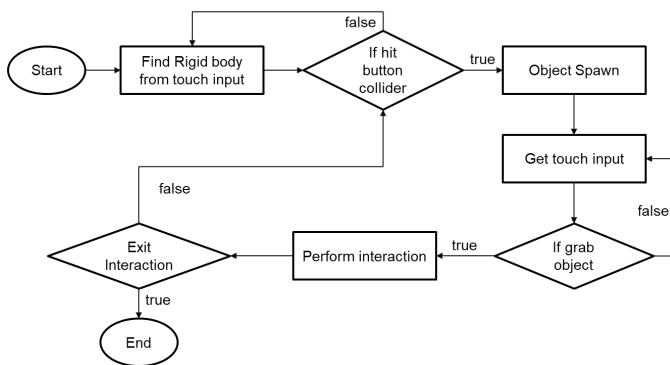 false
Start
Find Rigid body
from touch input
If hit
button
collider
true
Object Spawn
Get touch input
false
false
Exit
Interaction
Perform interaction
true
If grab
object
true
End